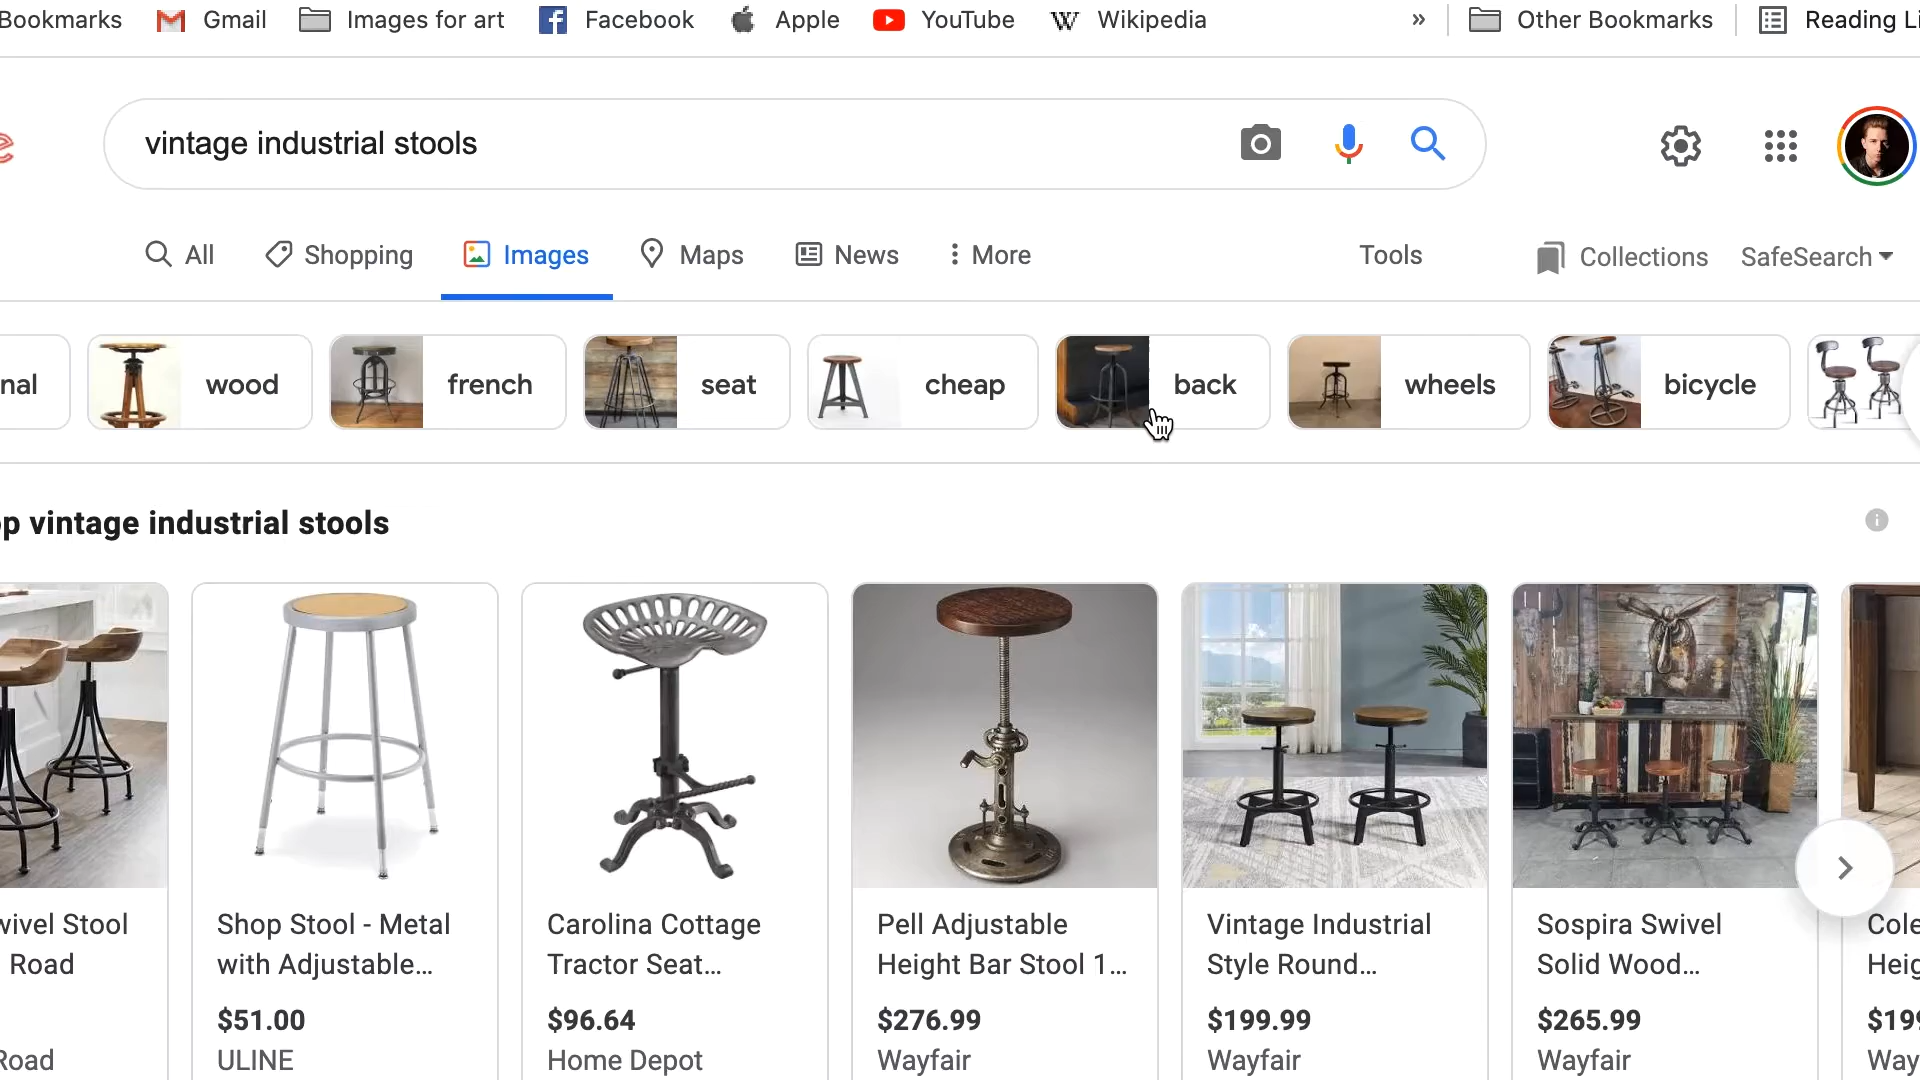 Bookmarks Gmail Images for art Facebook Apple YouTube Wikipedia » Other Bookmarks Reading Li
vintage industrial stools
All Shopping Images Maps News More Tools Collections SafeSearch
nal wood french seat cheap back wheels bicycle
p vintage industrial stools
wivel Stool
Road
Road
Shop Stool - Metal
with Adjustable...
$51.00
ULINE
Carolina Cottage
Tractor Seat...
$96.64
Home Depot
Pell Adjustable
Height Bar Stool 1...
$276.99
Wayfair
Vintage Industrial
Style Round...
$199.99
Wayfair
Sospira Swivel
Solid Wood...
$265.99
Wayfair
Cole
Heig
$199
Way